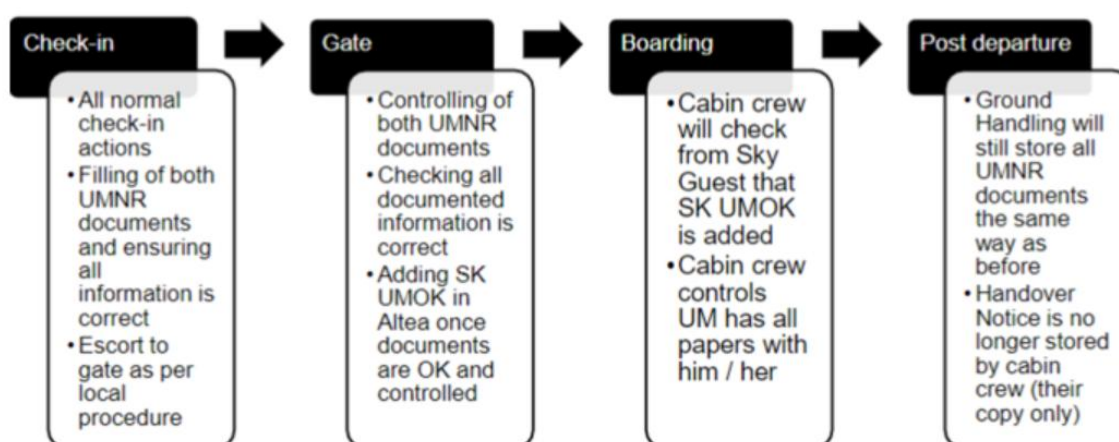 Check-in
• All normal
check-in
actions
• Filling of both
UMNR
documents
and ensuring
all
information is
correct
• Escort to
gate as per
local
procedure
Gate
• Controlling of
both UMNR
documents
• Checking all
documented
information is
correct
• Adding SK
UMOK in
Altea once
documents
are OK and
controlled
Boarding
• Cabin crew
will check
from Sky
Guest that
SK UMOK
is added
• Cabin crew
controls
UM has all
papers with
him / her
Post departure
• Ground
Handling will
still store all
UMNR
documents
the same
way as
before
• Handover
Notice is no
longer stored
by cabin
crew (their
copy only)